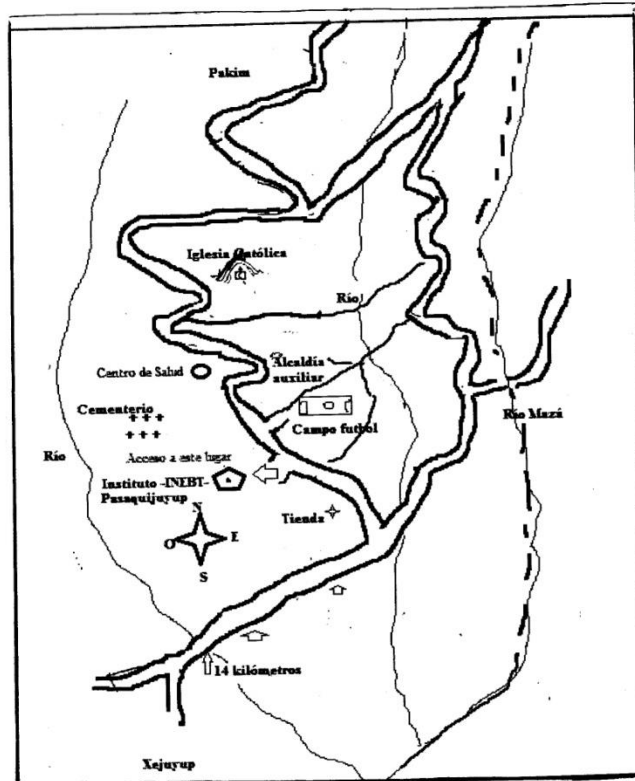 Pakim
Iglesia Católica
Río
Alcaldía
auxiliar
Centro de Salud
Cementerio
Campo futbol
Río Mazá
Río
Acceso a este lugar
Instituto -INEBT-
Pasaquijuyup
Tienda
N
O
E
S
14 kilómetros
Xejuyup